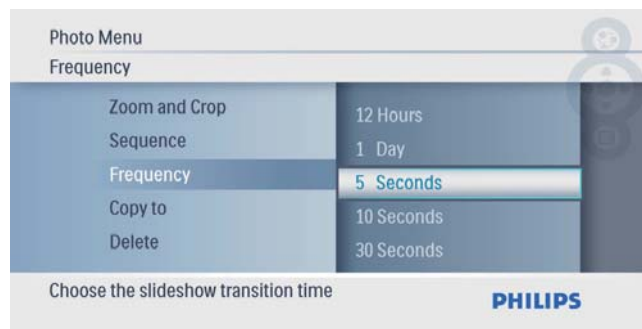 Photo Menu
Frequency
Zoom and Crop
Sequence
Frequency
Copy to
Delete
12 Hours
1 Day
5 Seconds
10 Seconds
30 Seconds
Choose the slideshow transition time
PHILIPS